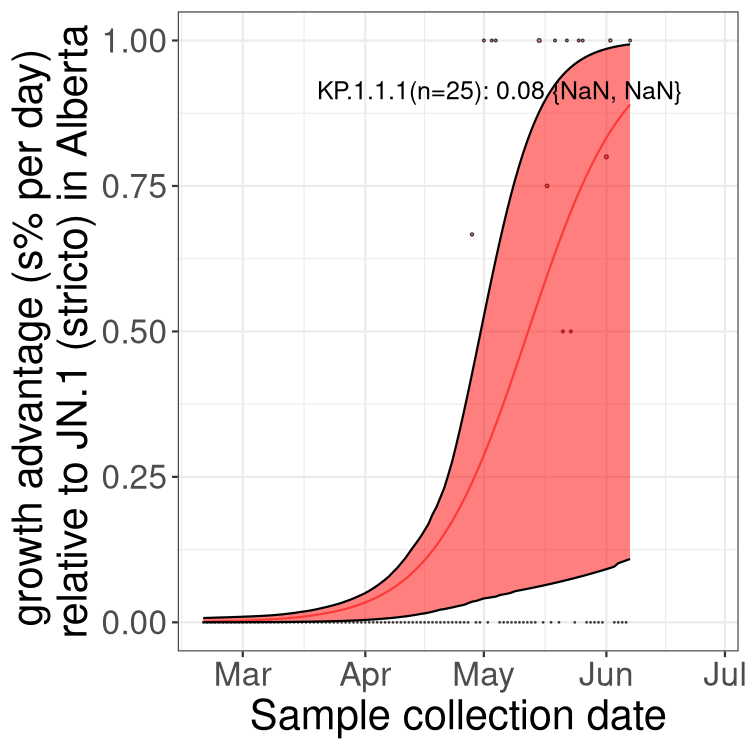 growth advantage (s% per day)
relative to JN.1 (stricto) in Alberta
1.00
0.75
0.50
0.25
0.00
KP.1.1.1(n=25): 0.08 {NaN, NaN}
Mar Apr May Jun Jul
Sample collection date